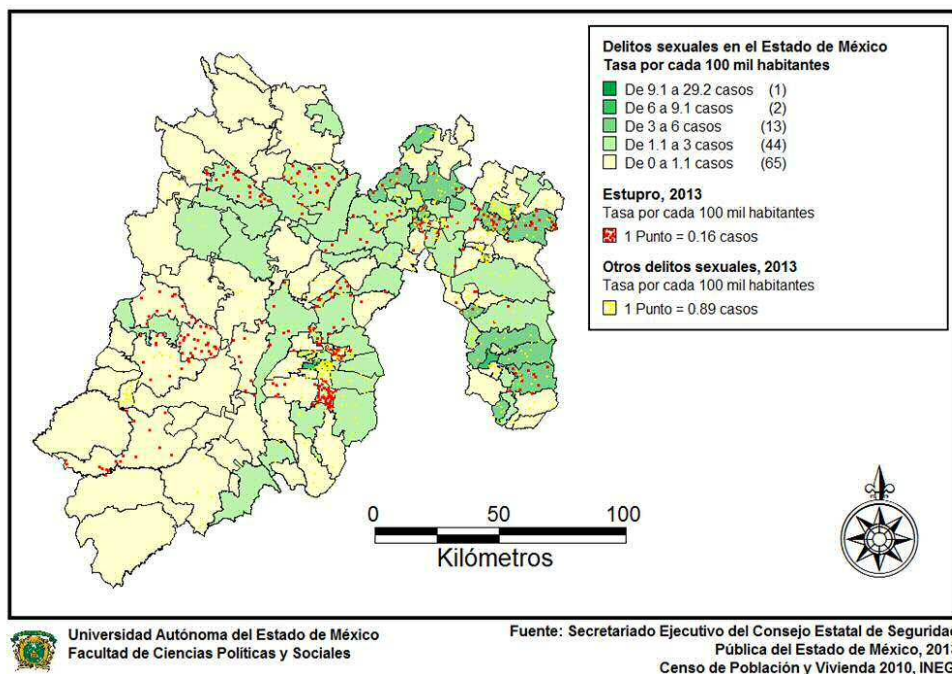 Delitos sexuales en el Estado de México
Tasa por cada 100 mil habitantes
De 9.1 a 29.2 casos (1)
De 6 a 9.1 casos (2)
De 3 a 6 casos (13)
De 1.1 a 3 casos (44)
De 0 a 1.1 casos (65)
Estupro, 2013
Tasa por cada 100 mil habitantes
1 Punto = 0.16 casos
Otros delitos sexuales, 2013
Tasa por cada 100 mil habitantes
1 Punto = 0.89 casos
0 50 100
Kilómetros
Universidad Autónoma del Estado de México
Facultad de Ciencias Políticas y Sociales
Fuente: Secretariado Ejecutivo del Consejo Estatal de Segurida
Pública del Estado de México, 201
Censo de Población y Vivienda 2010, INEG